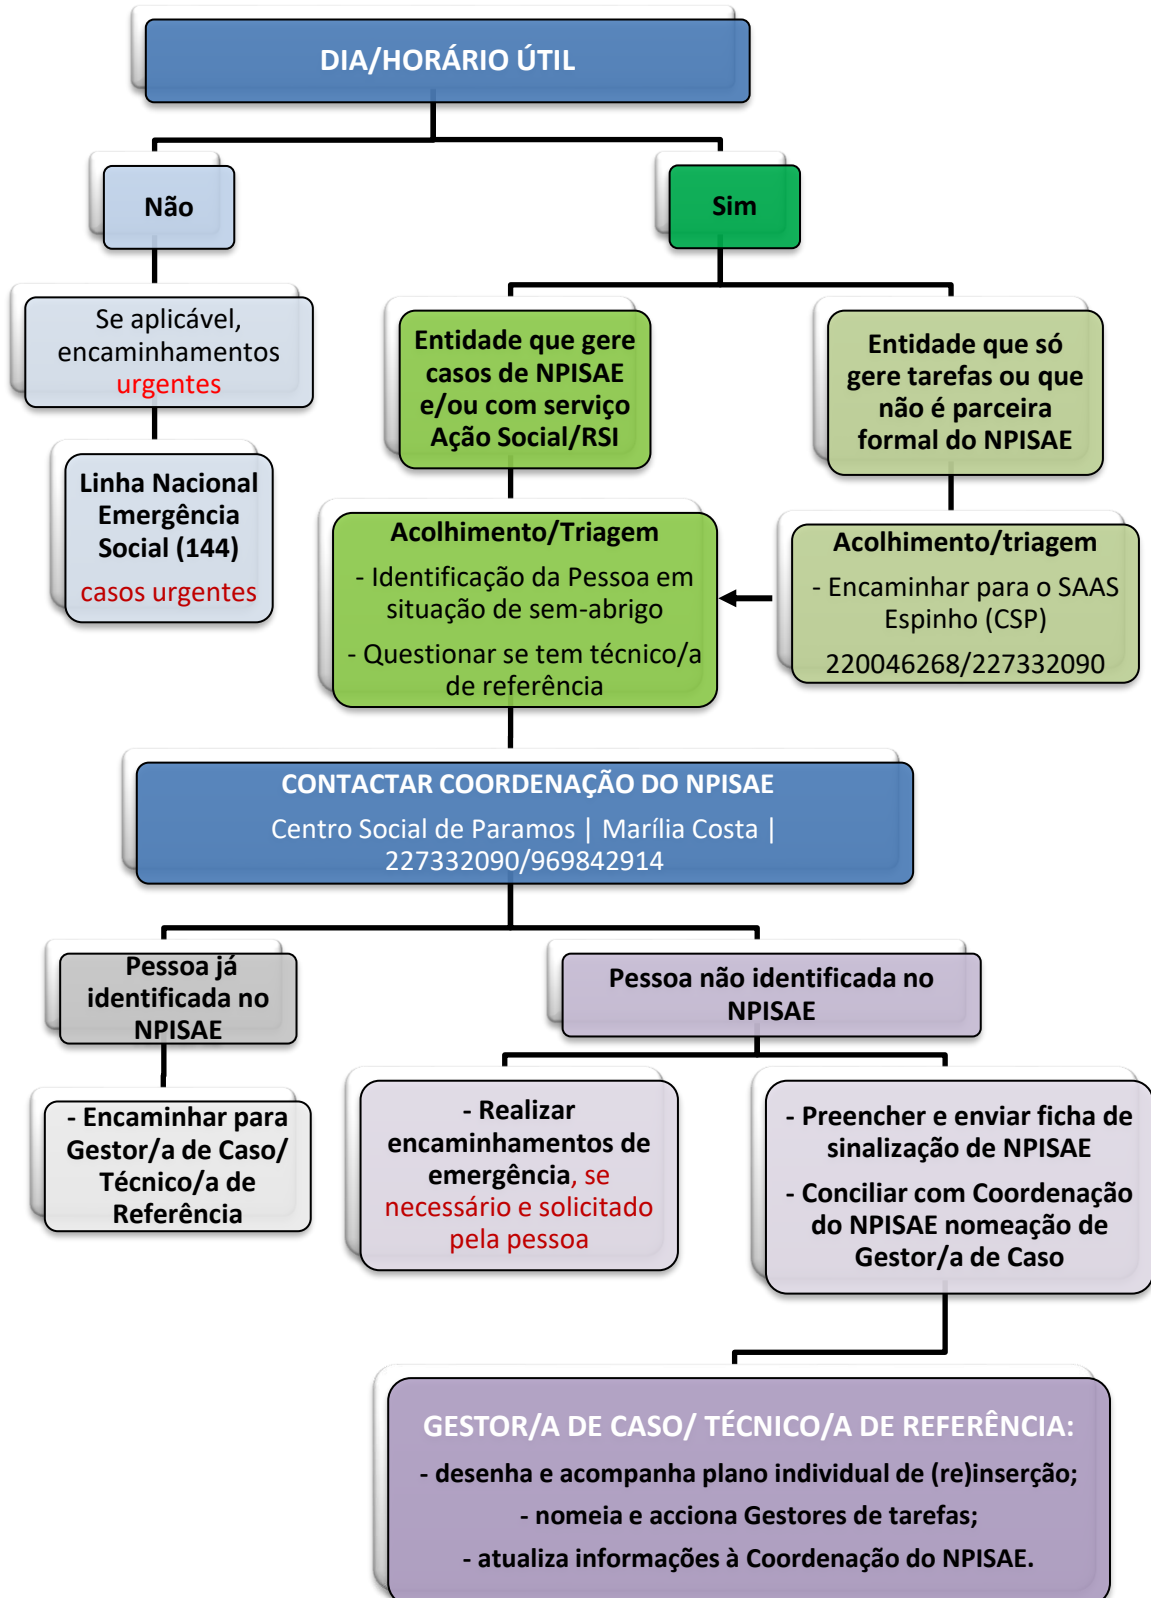 DIA/HORÁRIO ÚTIL
Não
Sim
Se aplicável,
encaminhamentos
urgentes
Linha Nacional
Emergência
Social (144)
casos urgentes
Entidade que gere
casos de NPISAE
e/ou com serviço
Ação Social/RSI
Entidade que só
gere tarefas ou que
não é parceira
formal do NPISAE
Acolhimento/Triagem
- Identificação da Pessoa em
situação de sem-abrigo
- Questionar se tem técnico/a
de referência
Acolhimento/triagem
- Encaminhar para o SAAS
Espinho (CSP)
220046268/227332090
CONTACTAR COORDENAÇÃO DO NPISAE
Centro Social de Paramos | Marília Costa |
227332090/969842914
Pessoa já
identificada no
NPISAE
Pessoa não identificada no
NPISAE
- Encaminhar para
Gestor/a de Caso/
Técnico/a de
Referência
- Realizar
encaminhamentos de
emergência, se
necessário e solicitado
pela pessoa
- Preencher e enviar ficha de
sinalização de NPISAE
- Conciliar com Coordenação
do NPISAE nomeação de
Gestor/a de Caso
GESTOR/A DE CASO/ TÉCNICO/A DE REFERÊNCIA:
- desenha e acompanha plano individual de (re)inserção;
- nomeia e acciona Gestores de tarefas;
- atualiza informações à Coordenação do NPISAE.